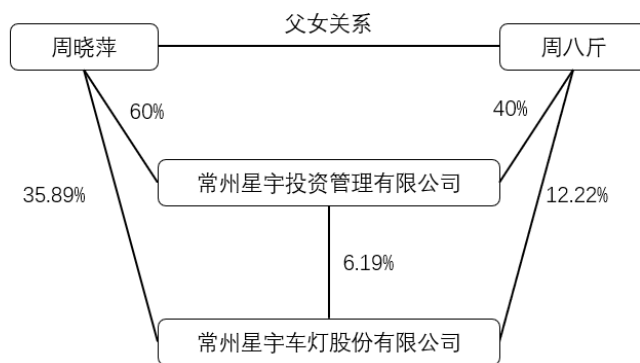 父女关系
周晓萍
周八斤
60%
40%
常州星宇投资管理有限公司
35.89%
12.22%
6.19%
常州星宇车灯股份有限公司